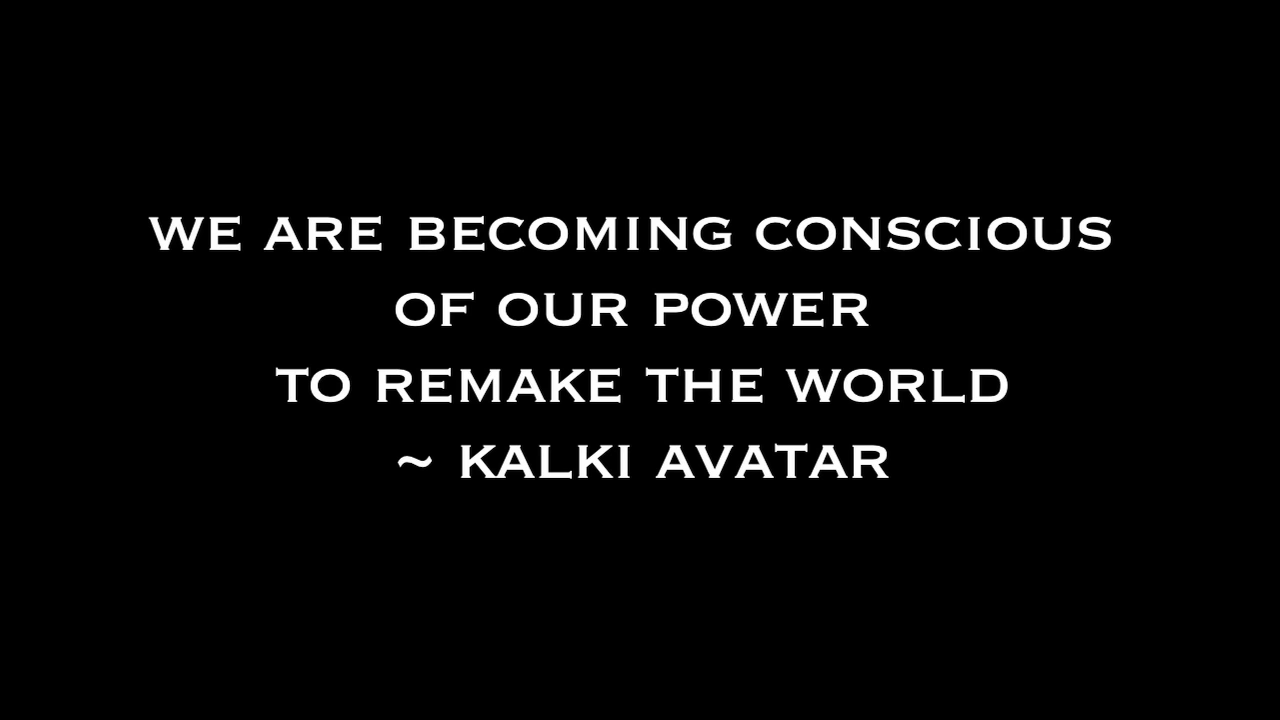 WE ARE BECOMING CONSCIOUS
OF OUR POWER
TO REMAKE THE WORLD
~ KALKI AVATAR